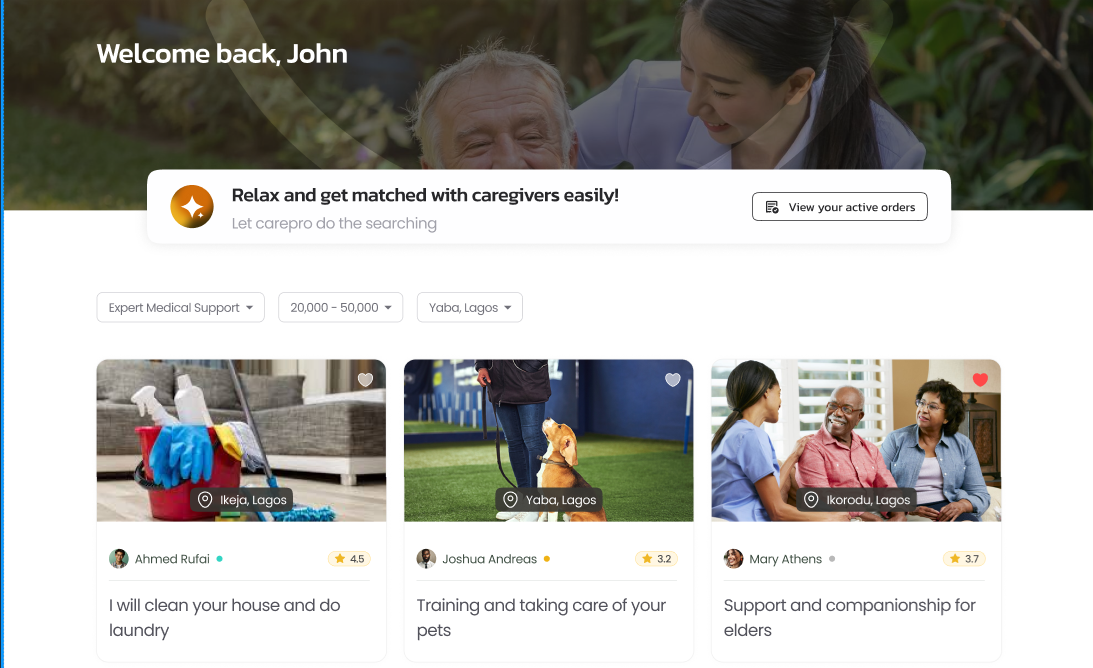 Welcome back, John
Relax and get matched with caregivers easily!
Let carepro do the searching
View your active orders
Expert Medical Support
20,000 - 50,000
Yaba, Lagos
Ikeja, Lagos
Ahmed Rufai
4.5
I will clean your house and do
laundry
Yaba, Lagos
Joshua Andreas
3.2
Training and taking care of your
pets
Ikorodu, Lagos
Mary Athens
3.7
Support and companionship for
elders